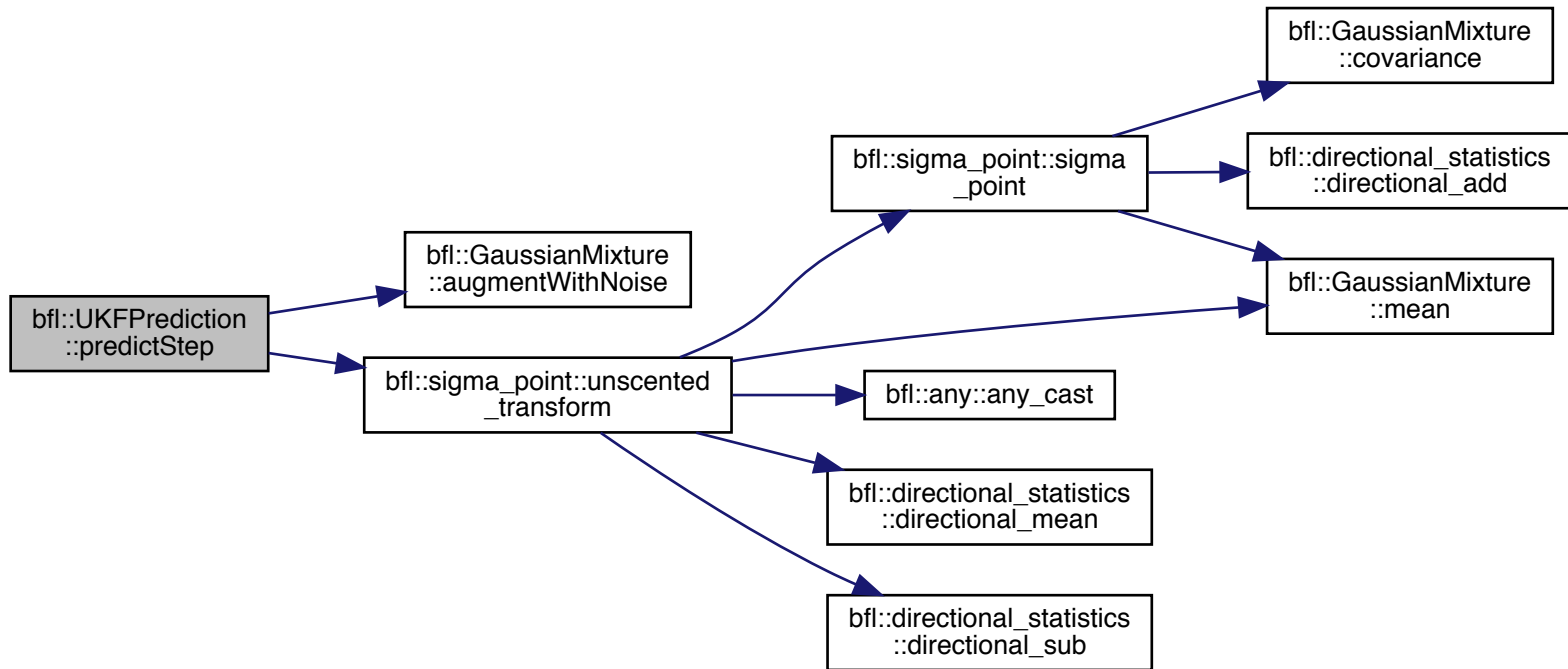 bfl::UKFPrediction
::predictStep
bfl::GaussianMixture
::augmentWithNoise
bfl::sigma_point::unscented
_transform
bfl::sigma_point::sigma
_point
bfl::GaussianMixture
::covariance
bfl::directional_statistics
::directional_add
bfl::GaussianMixture
::mean
bfl::any::any_cast
bfl::directional_statistics
::directional_mean
bfl::directional_statistics
::directional_sub